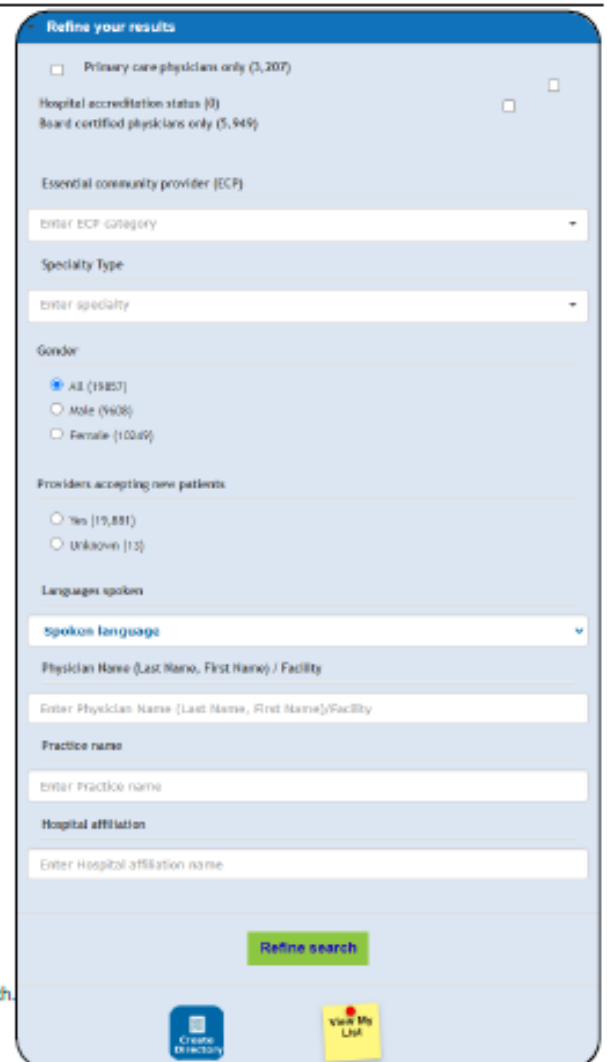 Refine your results
Primary care physicians only (3,207)
Hospital accreditation status (0)
Board certified physicians only (5,949)
Essential community provider (ECP)
Enter ECP category
Specialty Type
Enter specialty
Gender
All (19857)
Male (9608)
Female (10249)
Providers accepting new patients
Yes (19,881)
Unknown (13)
Languages spoken
Spoken language
Physician Name (Last Name, First Name) / Facility
Enter Physician Name (Last Name, First Name)/Facility
Practice name
Enter Practice name
Hospital affiliation
Enter Hospital affiliation name
Refine search
Create Directory
View My List